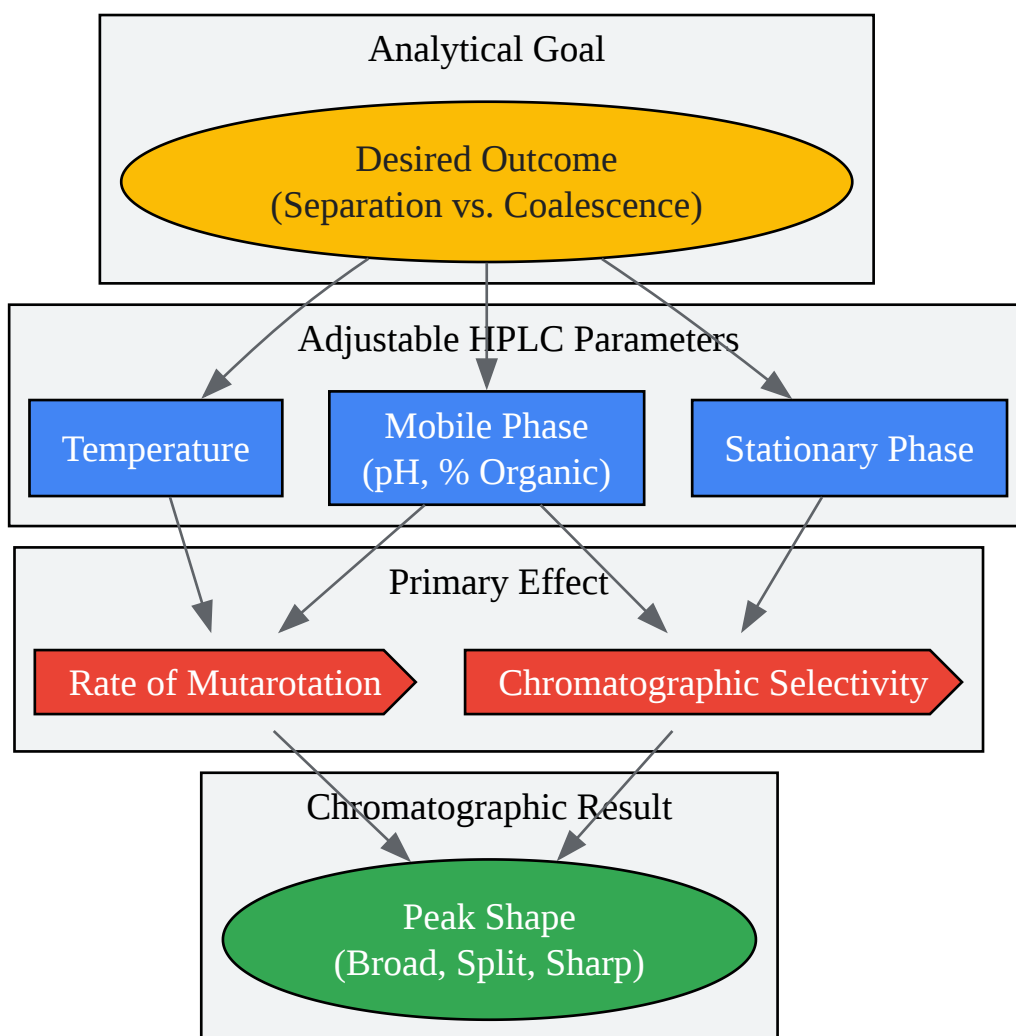 Analytical Goal
Desired Outcome
(Separation vs. Coalescence)
Adjustable HPLC Parameters
Temperature
Mobile Phase
(pH, % Organic)
Stationary Phase
Primary Effect
Rate of Mutarotation
Chromatographic Selectivity
Chromatographic Result
Peak Shape
(Broad, Split, Sharp)